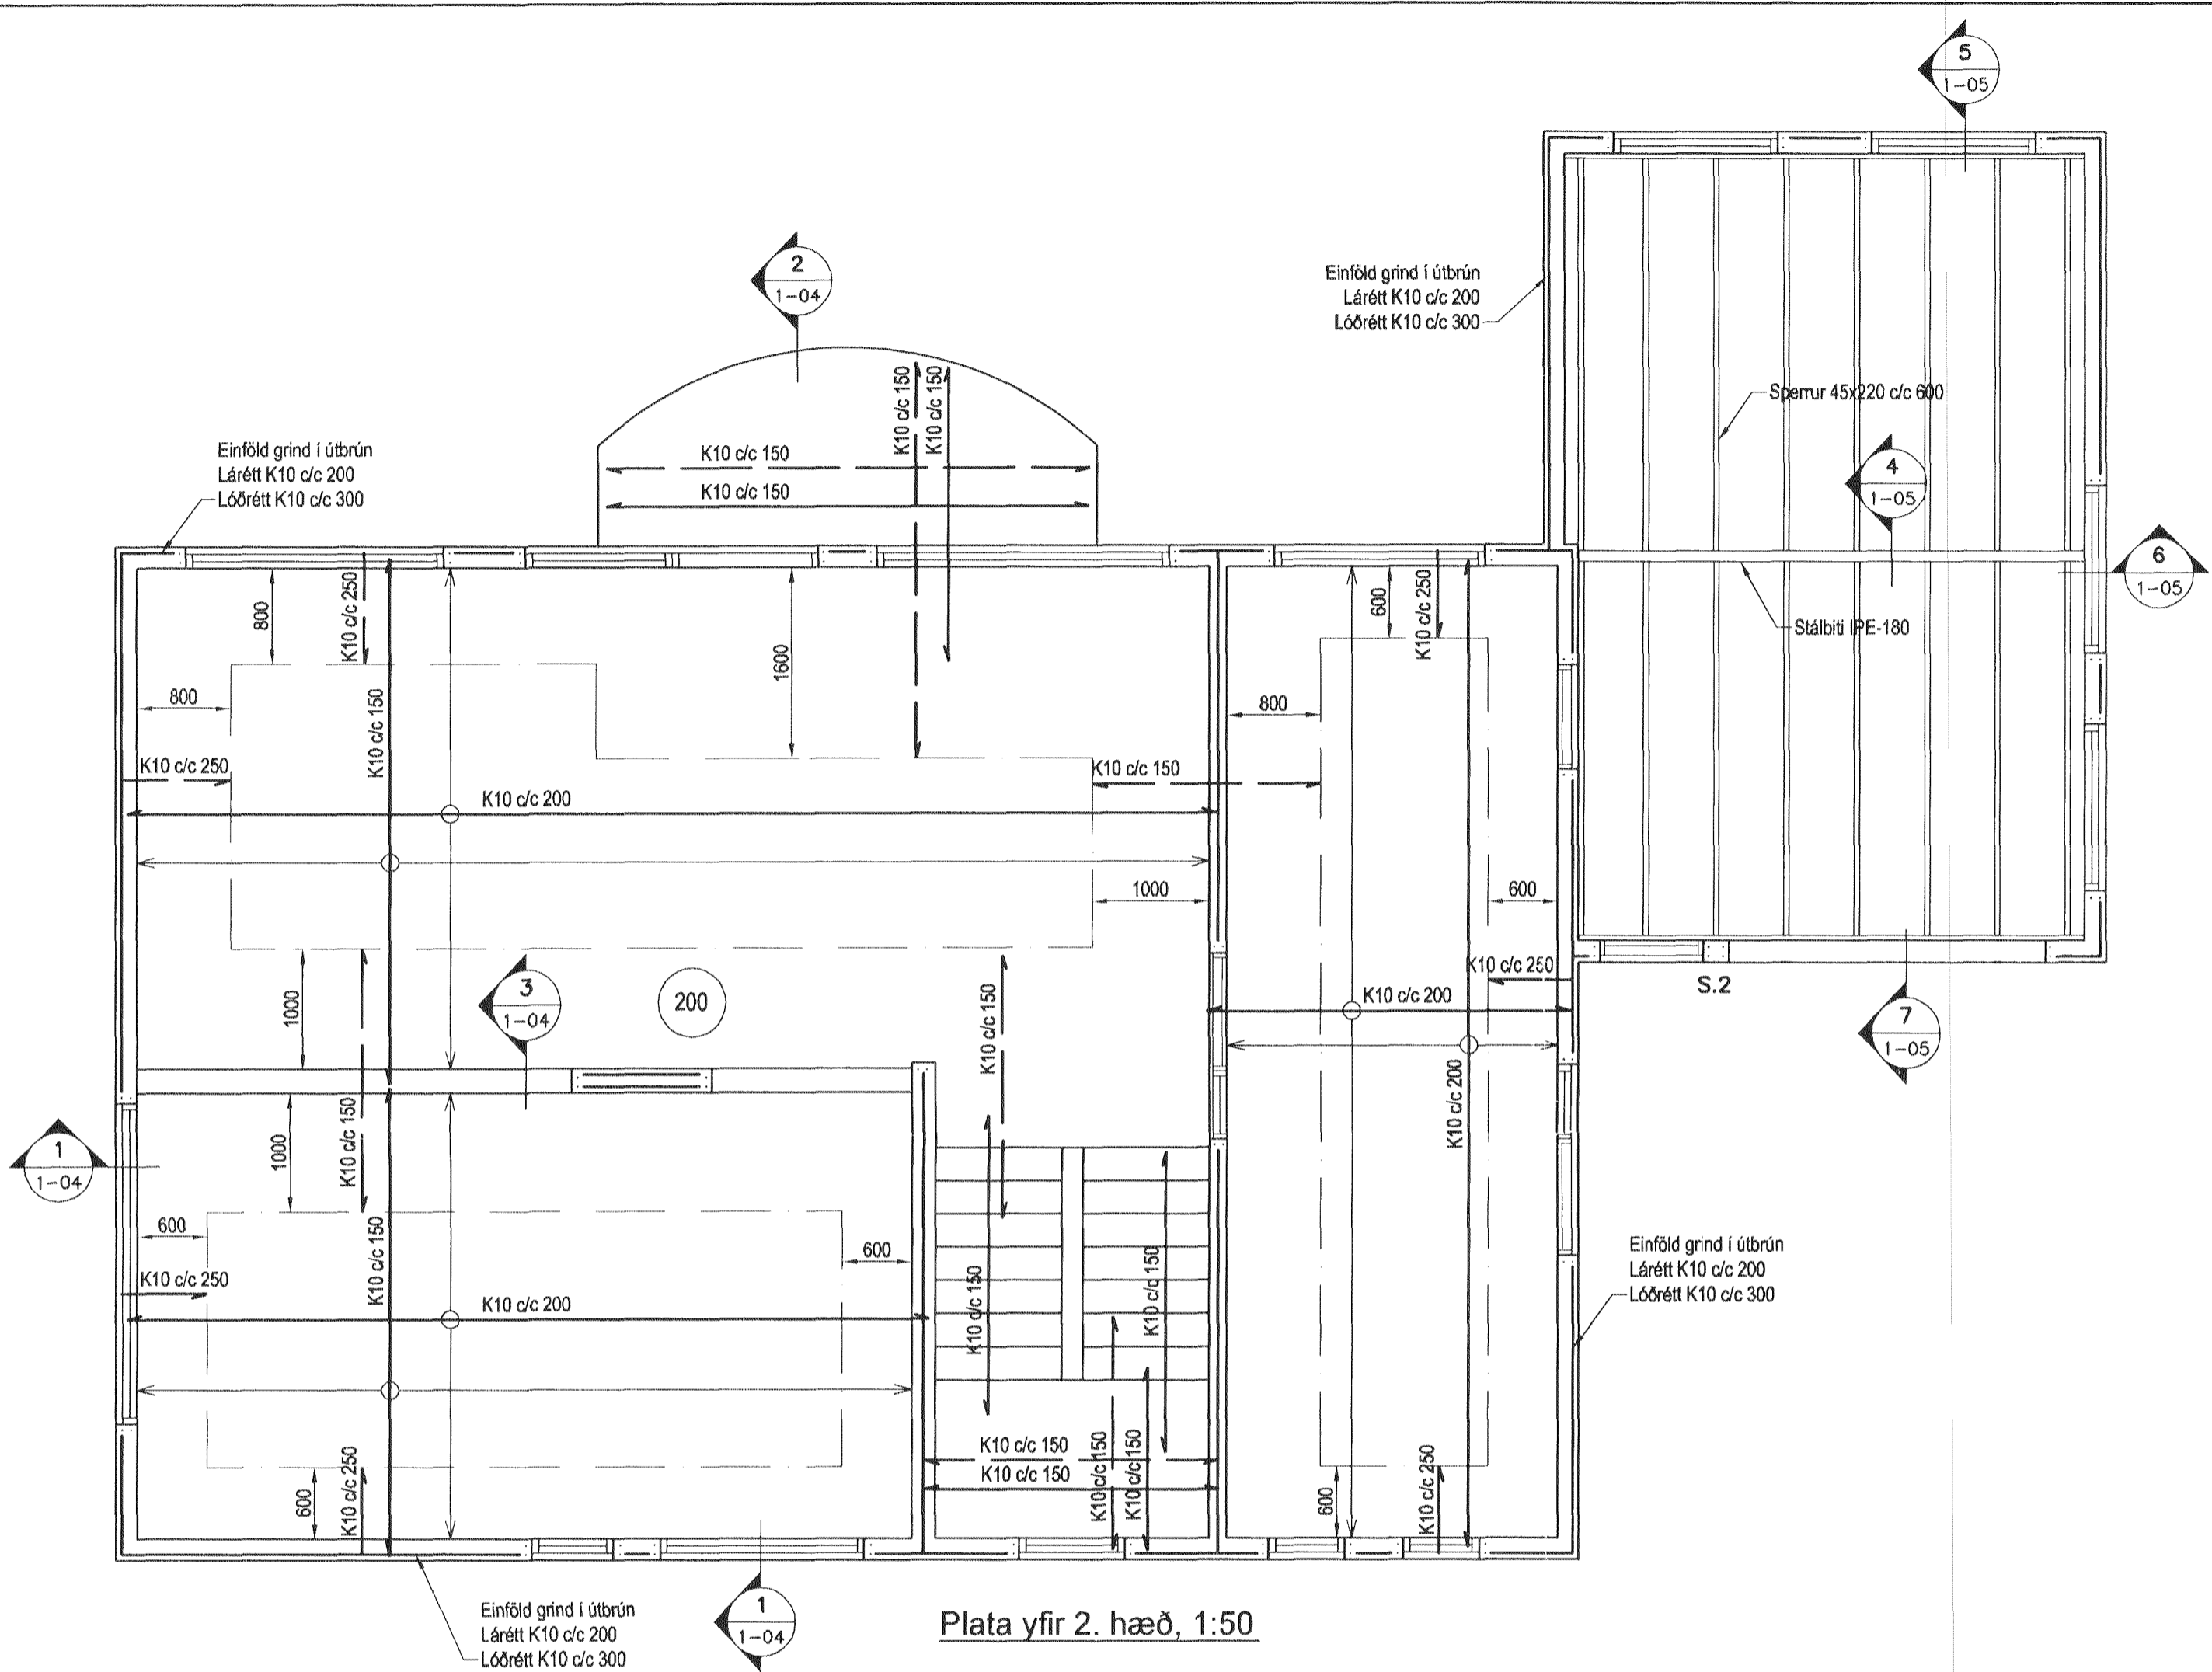 5
1-05
2
1-04
Einföld grind í útbrún
Lárétt K10 c/c 200
Lóðrétt K10 c/c 300
K10 c/c 150
K10 c/c 150
Sperrur 45x220 c/c 600
Einföld grind í útbrún
Lárétt K10 c/c 200
Lóðrétt K10 c/c 300
K10 c/c 150
K10 c/c 150
4
1-05
6
1-05
800
K10 c/c 250
1600
600
K10 c/c 250
Stálbiti IPE-180
800
K10 c/c 150
800
K10 c/c 250
K10 c/c 150
K10 c/c 200
1000
600
K10 c/c 250
S.2
1000
3
1-04
200
K10 c/c 150
K10 c/c 200
7
1-05
K10 c/c 200
1
1-04
1000
K10 c/c 150
600
K10 c/c 150
600
K10 c/c 250
K10 c/c 200
K10 c/c 150
K10 c/c 150
Einföld grind í útbrún
Lárétt K10 c/c 200
Lóðrétt K10 c/c 300
K10 c/c 150
K10 c/c 150
K10 c/c 150
K10 c/c 150
600
K10 c/c 250
600
K10 c/c 250
Einföld grind í útbrún
Lárétt K10 c/c 200
Lóðrétt K10 c/c 300
1
1-04
Plata yfir 2. hæð, 1:50